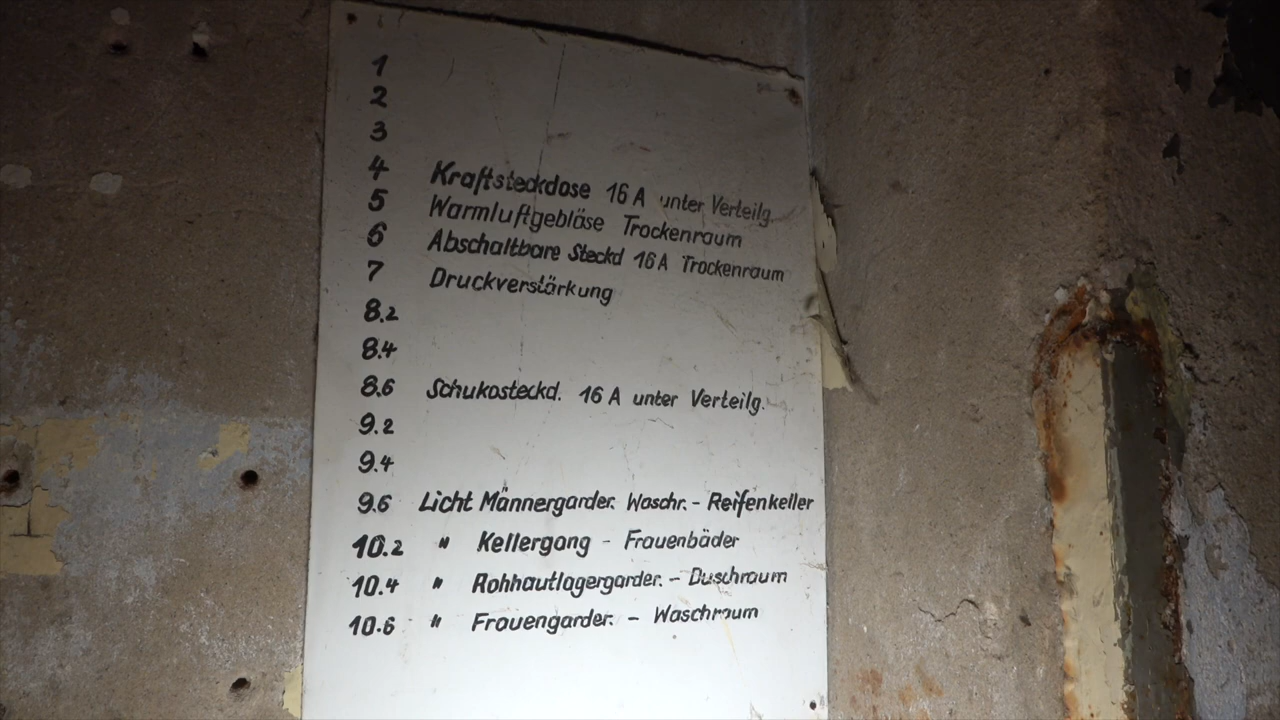 1
2
3
4 Kraftsteckdose 16 A unter Verteilg.
5 Warmluftgebläse Trockenraum
6 Abschaltbare Steckd 16 A Trockenraum
7 Druckverstärkung
8.2
8.4
8.6 Schukosteckd. 16 A unter Verteilg.
9.2
9.4
9.6 Licht Männergarder. Waschr. - Reifenkeller
10.2 " Kellergang - Frauenbäder
10.4 " Rohhautlagergarder. - Duschraum
10.6 " Frauengarder. - Waschraum